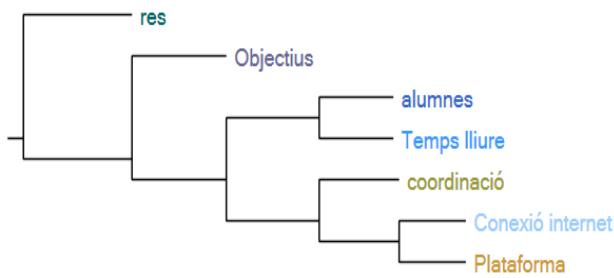 res
Objectius
alumnes
Temps lliure
coordinació
Conexió internet
Plataforma